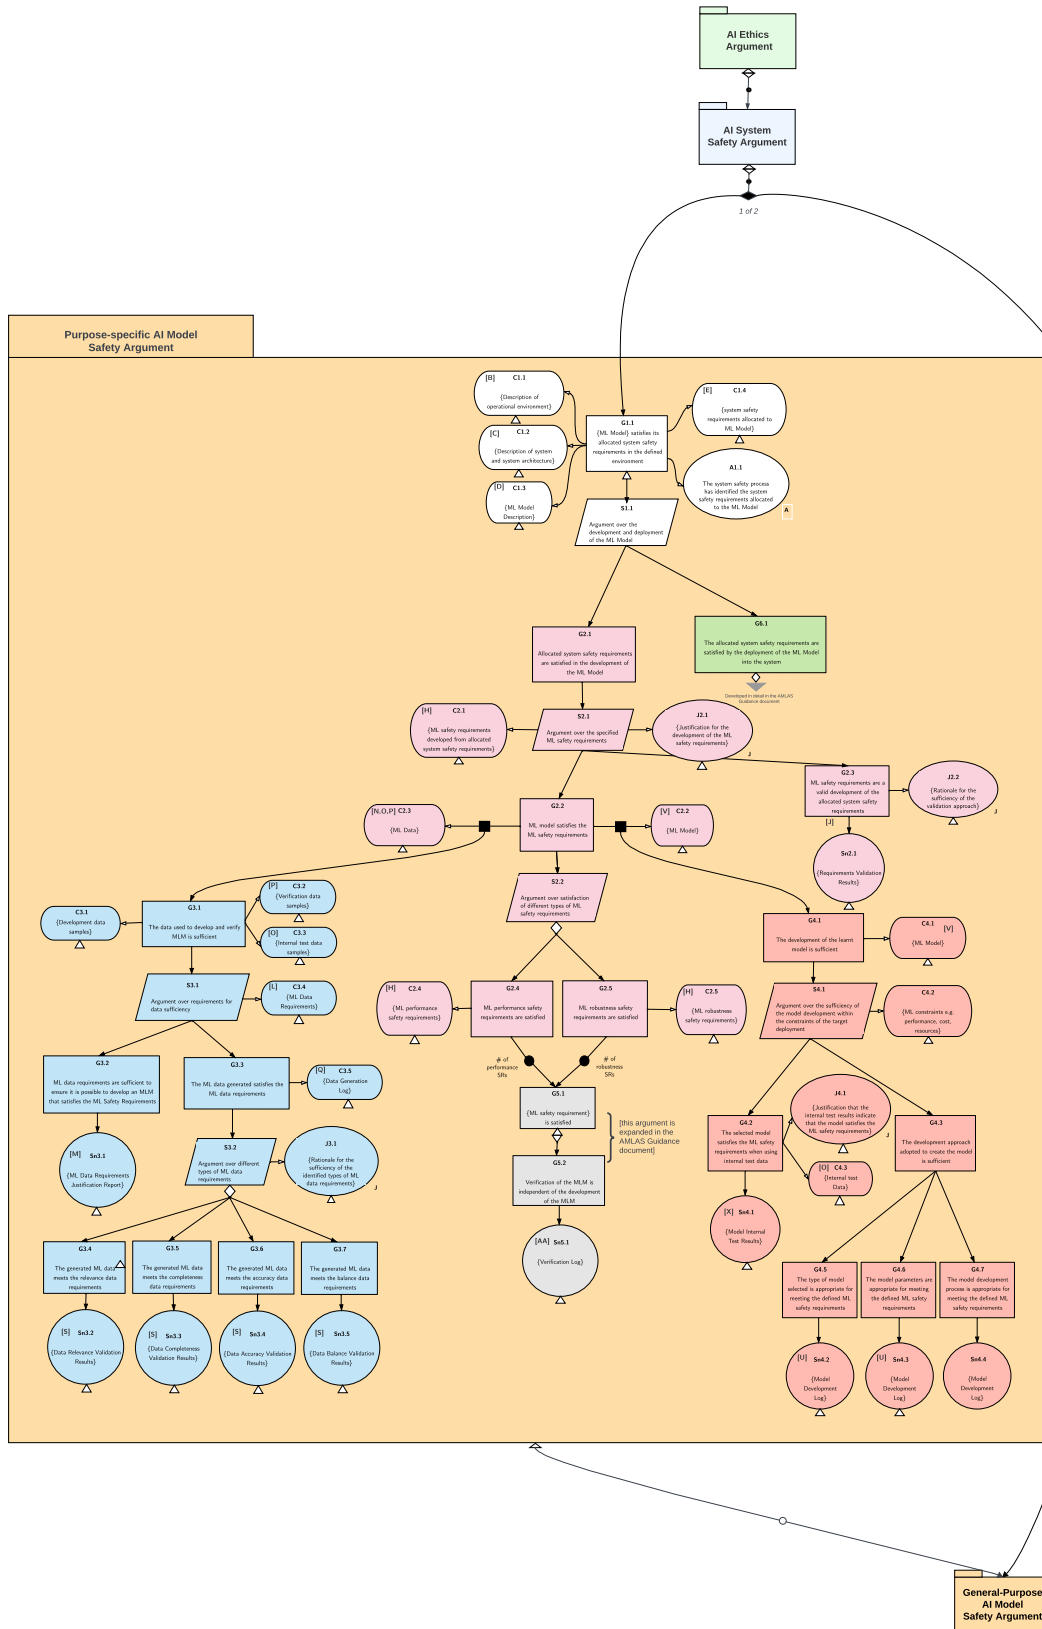 AI Ethics
Argument
AI System
Safety Argument
1 of 2
Purpose-specific AI Model
Safety Argument
[B] C1.1
{Description of
operational environment}
[C] C1.2
{Description of system
and system architecture}
[D] C1.3
{ML Model
Description}
G1.1
{ML Model} satisfies its
allocated system safety
requirements in the defined
environment
[E] C1.4
{system safety
requirements allocated to
ML Model}
A1.1
The system safety process
has identified the system
safety requirements allocated
to the ML Model
A
S1.1
Argument over the
development and deployment
of the ML Model
G2.1
Allocated system safety requirements
are satisfied in the development of
the ML Model
G6.1
The allocated system safety requirements are
satisfied by the deployment of the ML Model
into the system
Developed in detail in the AMLAS
Guidance document
[H] C2.1
{ML safety requirements
developed from allocated
system safety requirements}
S2.1
Argument over the specified
ML safety requirements
J2.1
{Justification for the
development of the ML
safety requirements}
J
G2.3
ML safety requirements are a
valid development of the
allocated system safety
requirements
J2.2
{Rationale for the
sufficiency of the
validation approach}
J
[J]
Sn2.1
{Requirements Validation
Results}
[N,O,P] C2.3
{ML Data}
G2.2
ML model satisfies the
ML safety requirements
[V] C2.2
{ML Model}
C3.1
{Development data
samples}
G3.1
The data used to develop and verify
MLM is sufficient
[P] C3.2
{Verification data
samples}
[O] C3.3
{Internal test data
samples}
S2.2
Argument over satisfaction
of different types of ML
safety requirements
G4.1
The development of the learnt
model is sufficient
C4.1
[V]
{ML Model}
S3.1
Argument over requirements for
data sufficiency
[L] C3.4
{ML Data
Requirements}
[H]
C2.4
{ML performance
safety requirements}
G2.4
ML performance safety
requirements are satisfied
G2.5
ML robustness safety
requirements are satisfied
[H]
C2.5
{ML robustness
safety requirements}
S4.1
Argument over the sufficiency of
the model development within
the constraints of the target
deployment
C4.2
{ML constraints e.g.
performance, cost,
resources}
G3.2
ML data requirements are sufficient to
ensure it is possible to develop an MLM
that satisfies the ML Safety Requirements
G3.3
The ML data generated satisfies the
ML data requirements
[Q] C3.5
{Data Generation
Log}
# of
performance
SRs
# of
robustness
SRs
G5.1
{ML safety requirement}
is satisfied
[this argument is
expanded in the
AMLAS Guidance
document]
G5.2
Verification of the MLM is
independent of the development
of the MLM
[AA] Sn5.1
{Verification Log}
[M]
Sn3.1
{ML Data Requirements
Justification Report}
S3.2
Argument over different
types of ML data
requirements
J3.1
{Rationale for the
sufficiency of the
identified types of ML
data requirements}
J
G4.2
The selected model
satisfies the ML safety
requirements when using
internal test data
J4.1
{Justification that the
internal test results indicate
that the model satisfies the
ML safety requirements}
J
[O] C4.3
{Internal test
Data}
G4.3
The development approach
adopted to create the model
is sufficient
[X] Sn4.1
{Model Internal
Test Results}
G3.4
The generated ML data
meets the relevance data
requirements
G3.5
The generated ML data
meets the completeness
data requirements
G3.6
The generated ML data
meets the accuracy data
requirements
G3.7
The generated ML data
meets the balance data
requirements
G4.5
The type of model
selected is appropriate for
meeting the defined ML
safety requirements
G4.6
The model parameters are
appropriate for meeting
the defined ML safety
requirements
G4.7
The model development
process is appropriate for
meeting the defined ML
safety requirements
[S] Sn3.2
{Data Relevance Validation
Results}
[S] Sn3.3
{Data Completeness
Validation Results}
[S] Sn3.4
{Data Accuracy Validation
Results}
[S] Sn3.5
{Data Balance Validation
Results}
[U] Sn4.2
{Model
Development
Log}
[U] Sn4.3
{Model
Development
Log}
Sn4.4
{Model
Development
Log}
General-Purpose
AI Model
Safety Argument